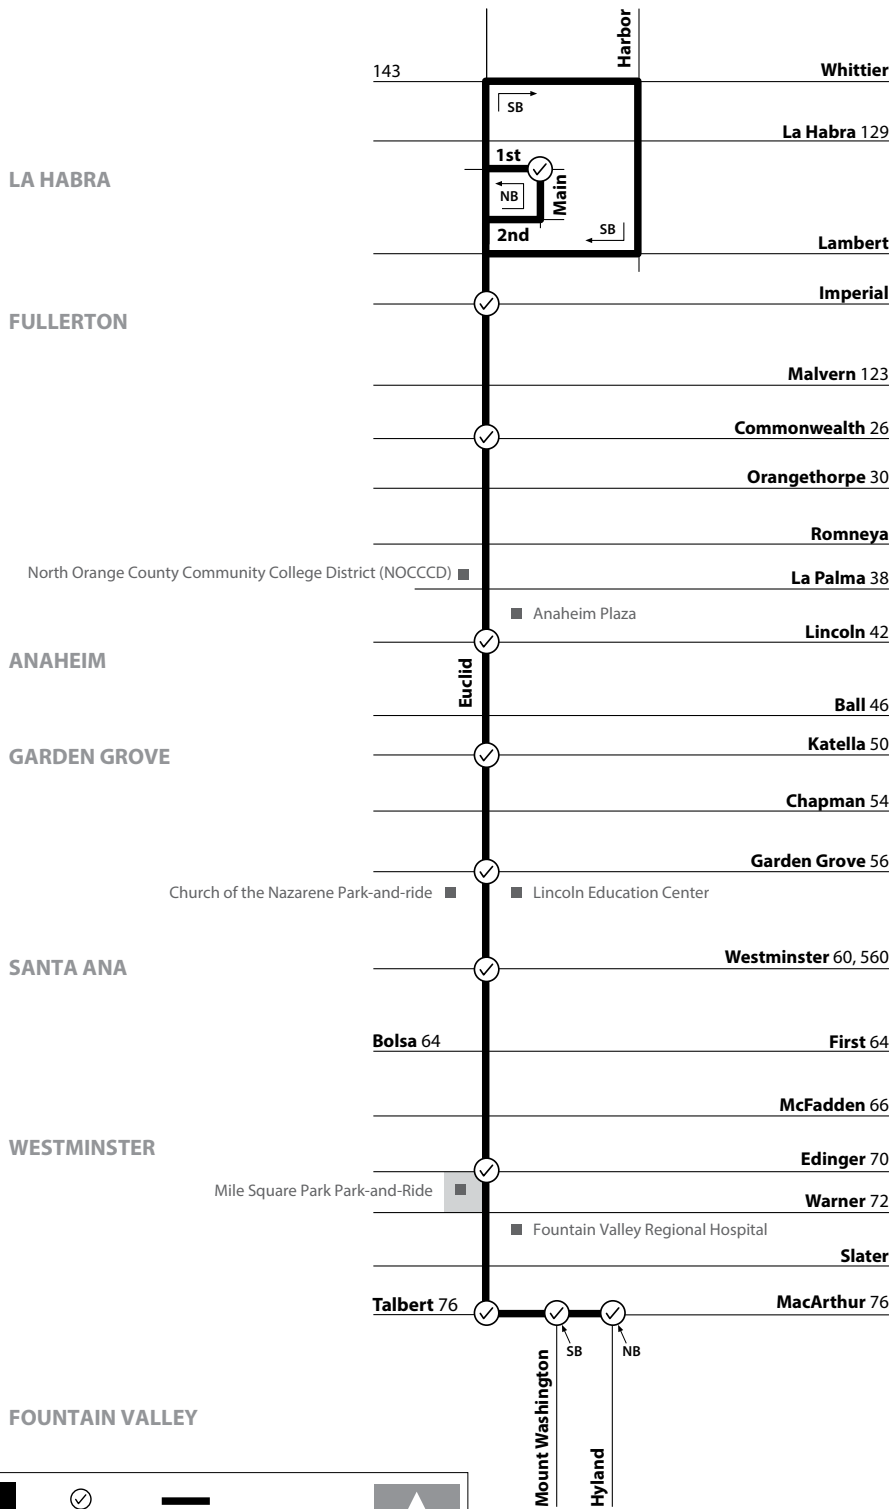 Harbor
143
Whittier
SB
La Habra 129
1st
LA HABRA
NB
Main
2nd
SB
Lambert
Imperial
FULLERTON
Malvern 123
Commonwealth 26
Orangethorpe 30
Romneya
North Orange County Community College District (NOCCCD)
La Palma 38
Anaheim Plaza
Lincoln 42
ANAHEIM
Euclid
Ball 46
Katella 50
GARDEN GROVE
Chapman 54
Garden Grove 56
Church of the Nazarene Park-and-ride
Lincoln Education Center
Westminster 60, 560
SANTA ANA
Bolsa 64
First 64
McFadden 66
WESTMINSTER
Edinger 70
Mile Square Park Park-and-Ride
Warner 72
Fountain Valley Regional Hospital
Slater
Talbert 76
MacArthur 76
SB
NB
Mount Washington
Hyland
FOUNTAIN VALLEY